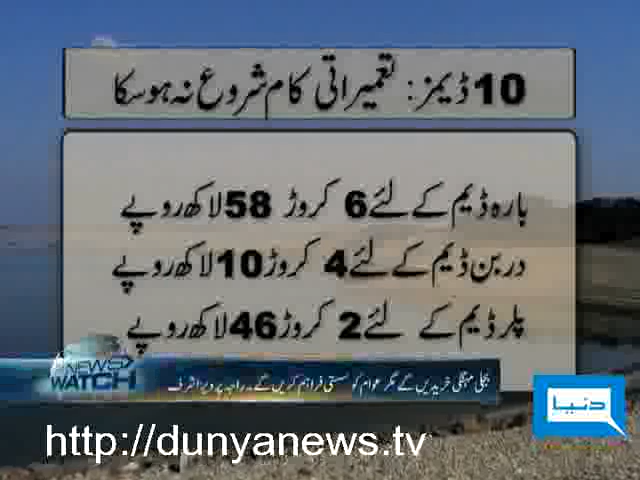 10 ڈیمز: تعمیراتی کام شروع نہ ہوسکا
بارہ ڈیم کے لئے 6 کروڑ 58 لاکھ روپے
دربن ڈیم کے لئے 4 کروڑ 10 لاکھ روپے
پلر ڈیم کے لئے 2 کروڑ 46 لاکھ روپے
NEWS WATCH
بجلی مہنگی خریدیں گے مگر عوام کو سستی فراہم کریں گے۔ راجہ پرویز اشرف
دنیا
http://dunyanews.tv